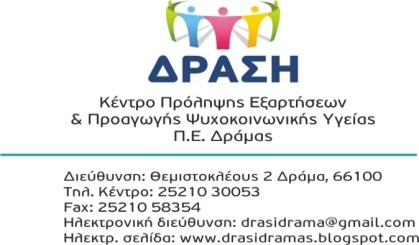 ΔΡΑΣΗ
Κέντρο Πρόληψης Εξαρτήσεων
& Προαγωγής Ψυχοκοινωνικής Υγείας
Π.Ε. Δράμας
Διεύθυνση: Θεμιστοκλέους 2 Δράμα, 66100
Τηλ. Κέντρο: 25210 30053
Fax: 25210 58354
Ηλεκτρονική διεύθυνση: drasidrama@gmail.com
Ηλεκτρ. σελίδα: www.drasidramas.blogspot.com